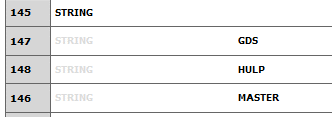 145 STRING
147 STRING GDS
148 STRING HULP
146 STRING MASTER